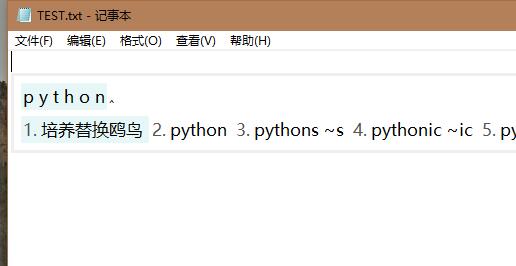 TEST.txt - 记事本
文件(F) 编辑(E) 格式(O) 查看(V) 帮助(H)
p y t h o n 。
1. 培养替换鸥鸟 2. python 3. pythons ~s 4. pythonic ~ic 5. py